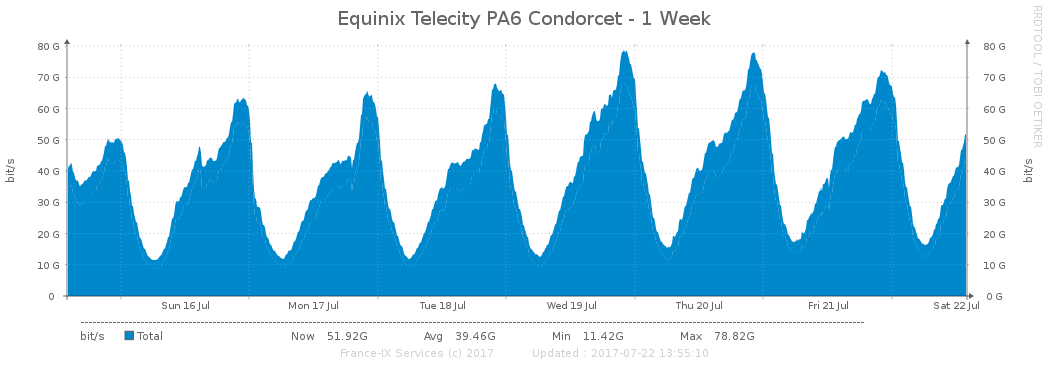 Equinix Telecity PA6 Condorcet - 1 Week
RRDTOOL / TOBI OETIKER
bit/s
80 G
70 G
60 G
50 G
40 G
30 G
20 G
10 G
0
80 G
70 G
60 G
50 G
40 G
30 G
20 G
10 G
0 G
bit/s
Sun 16 Jul Mon 17 Jul Tue 18 Jul Wed 19 Jul Thu 20 Jul Fri 21 Jul Sat 22 Jul
bit/s Total Now 51.92G Avg 39.46G Min 11.42G Max 78.82G
France-IX Services (c) 2017 Updated : 2017-07-22 13:55:10